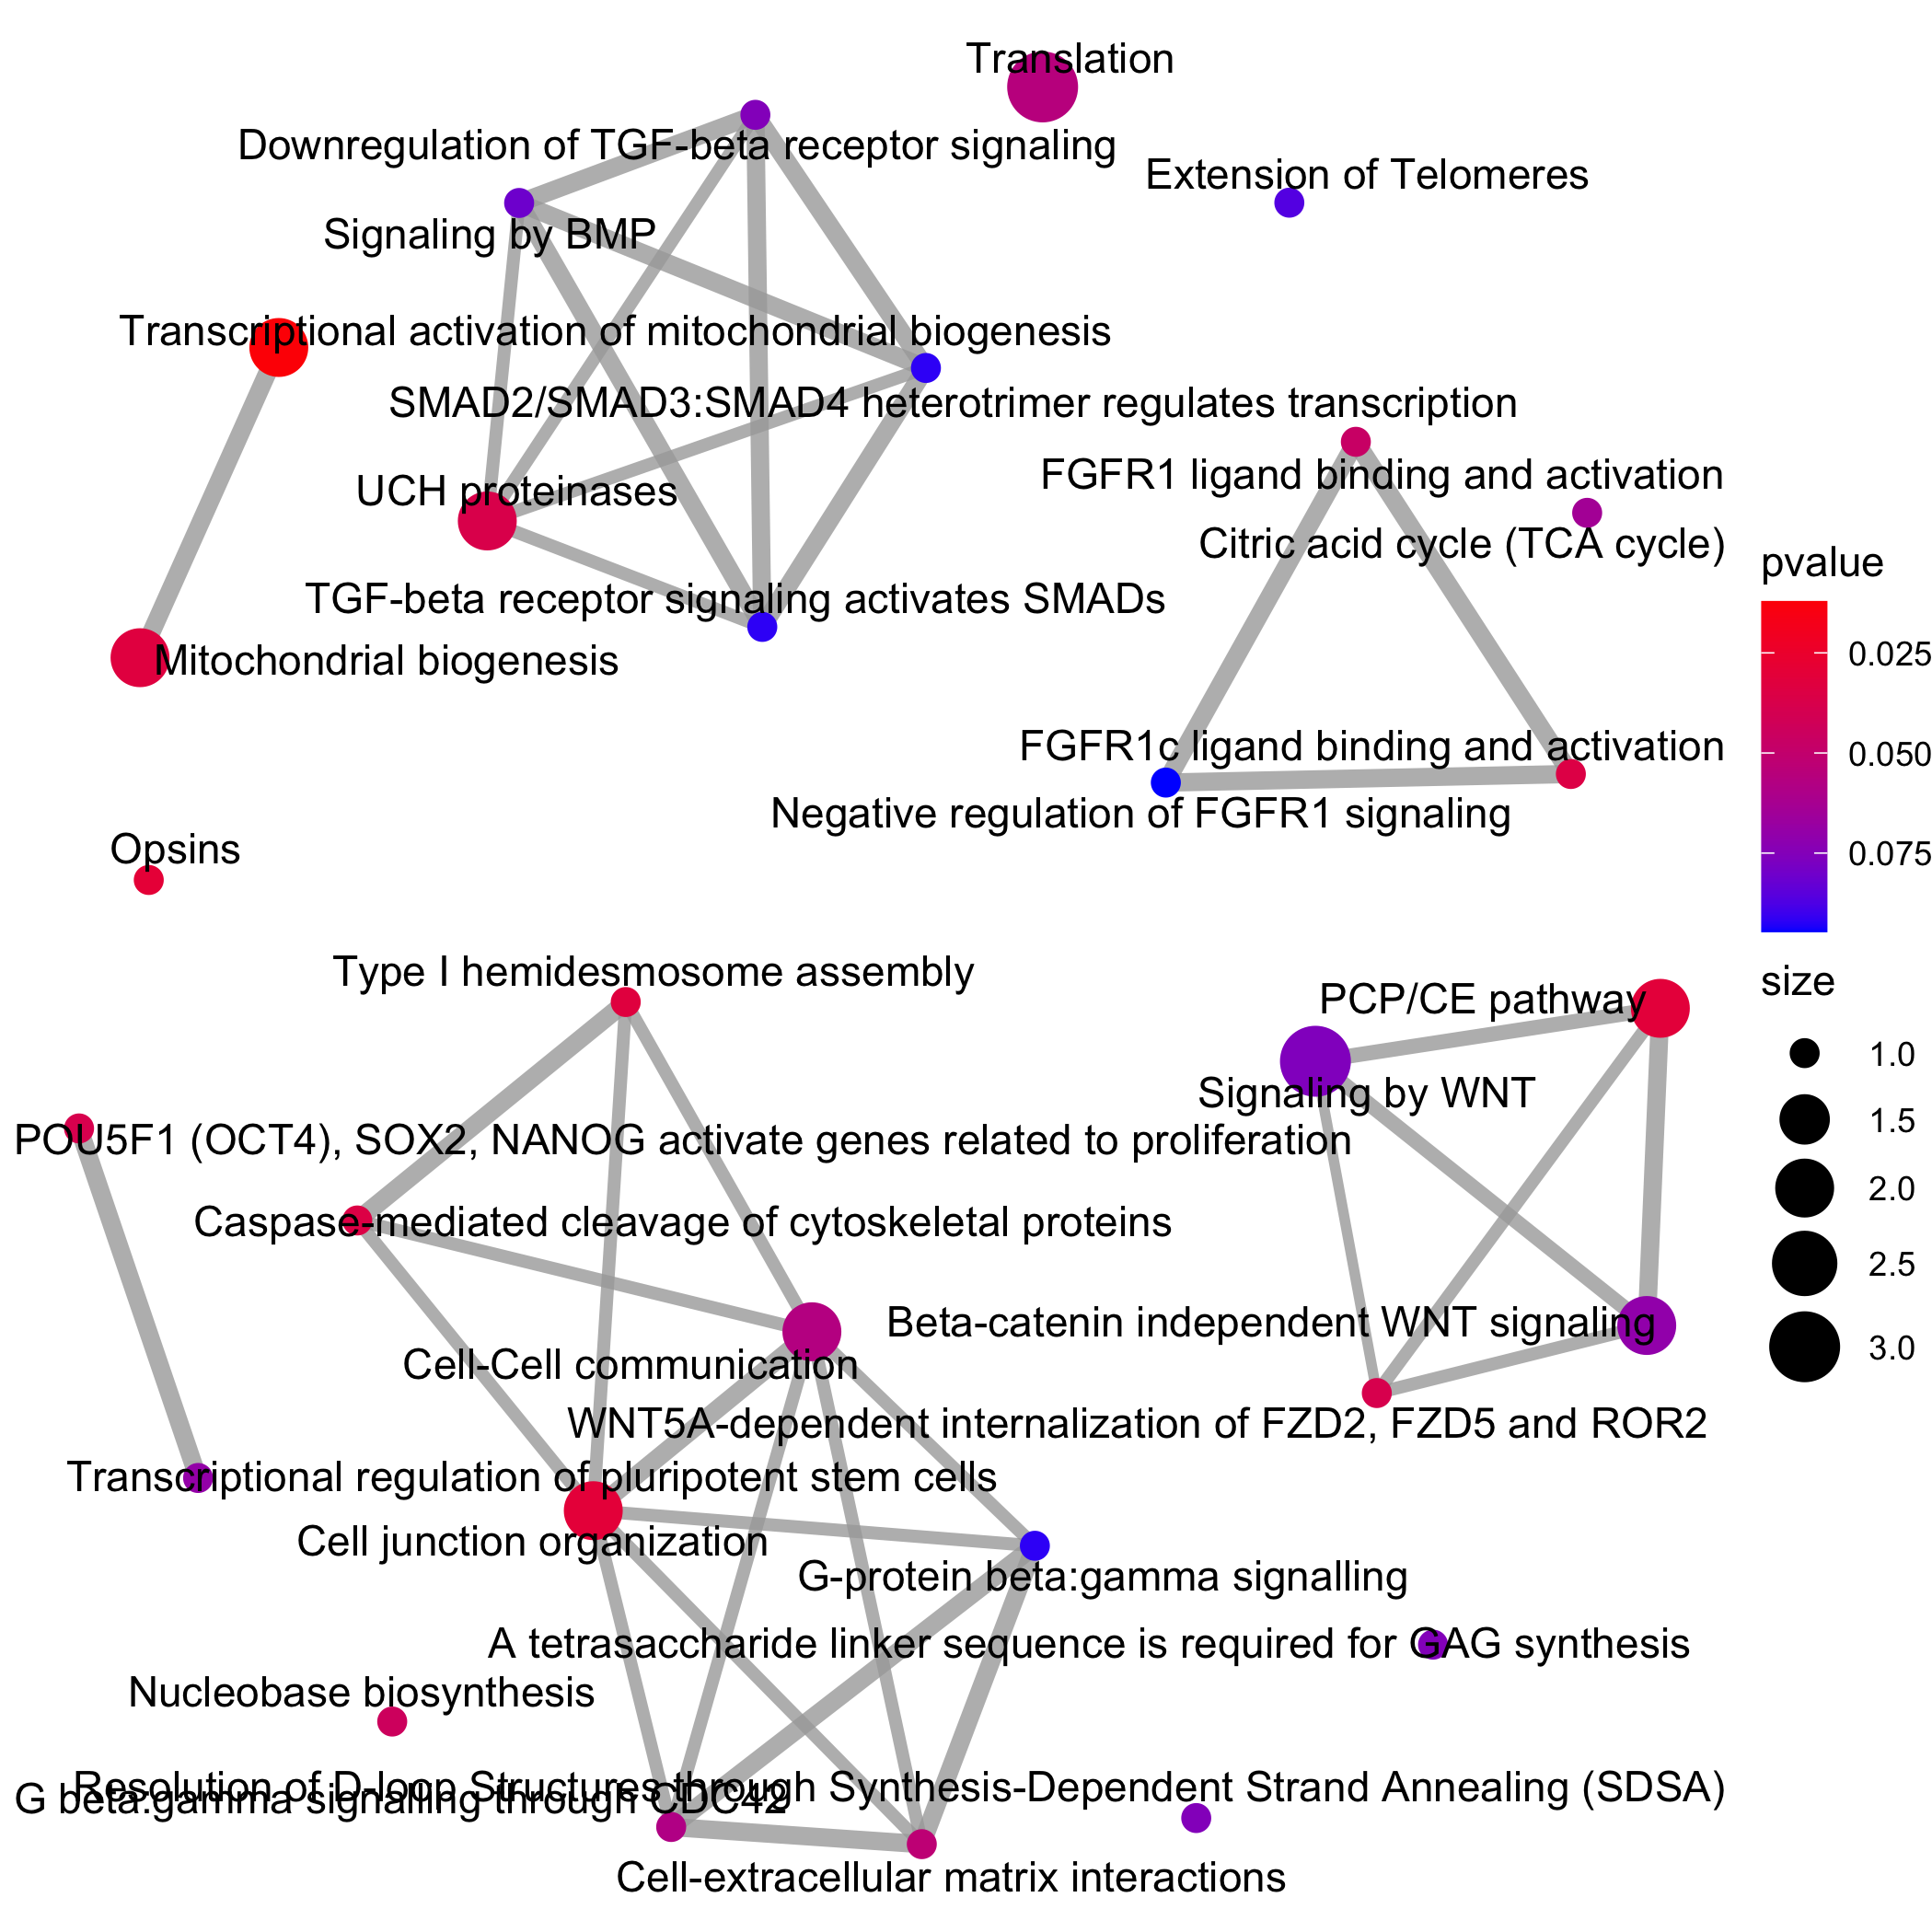 Translation
Downregulation of TGF-beta receptor signaling
Extension of Telomeres
Signaling by BMP
Transcriptional activation of mitochondrial biogenesis
SMAD2/SMAD3:SMAD4 heterotrimer regulates transcription
FGFR1 ligand binding and activation
UCH proteinases
Citric acid cycle (TCA cycle)
pvalue
TGF-beta receptor signaling activates SMADs
0.025
Mitochondrial biogenesis
FGFR1c ligand binding and activation
0.050
Negative regulation of FGFR1 signaling
Opsins
0.075
Type I hemidesmosome assembly
size
PCP/CE pathway
1.0
Signaling by WNT
1.5
POU5F1 (OCT4), SOX2, NANOG activate genes related to proliferation
2.0
Caspase-mediated cleavage of cytoskeletal proteins
2.5
Beta-catenin independent WNT signaling
3.0
Cell-Cell communication
WNT5A-dependent internalization of FZD2, FZD5 and ROR2
Transcriptional regulation of pluripotent stem cells
Cell junction organization
G-protein beta:gamma signalling
A tetrasaccharide linker sequence is required for GAG synthesis
Nucleobase biosynthesis
Resolution of D-loop Structures through Synthesis-Dependent Strand Annealing (SDSA)
G beta:gamma signalling through CDC42
Cell-extracellular matrix interactions